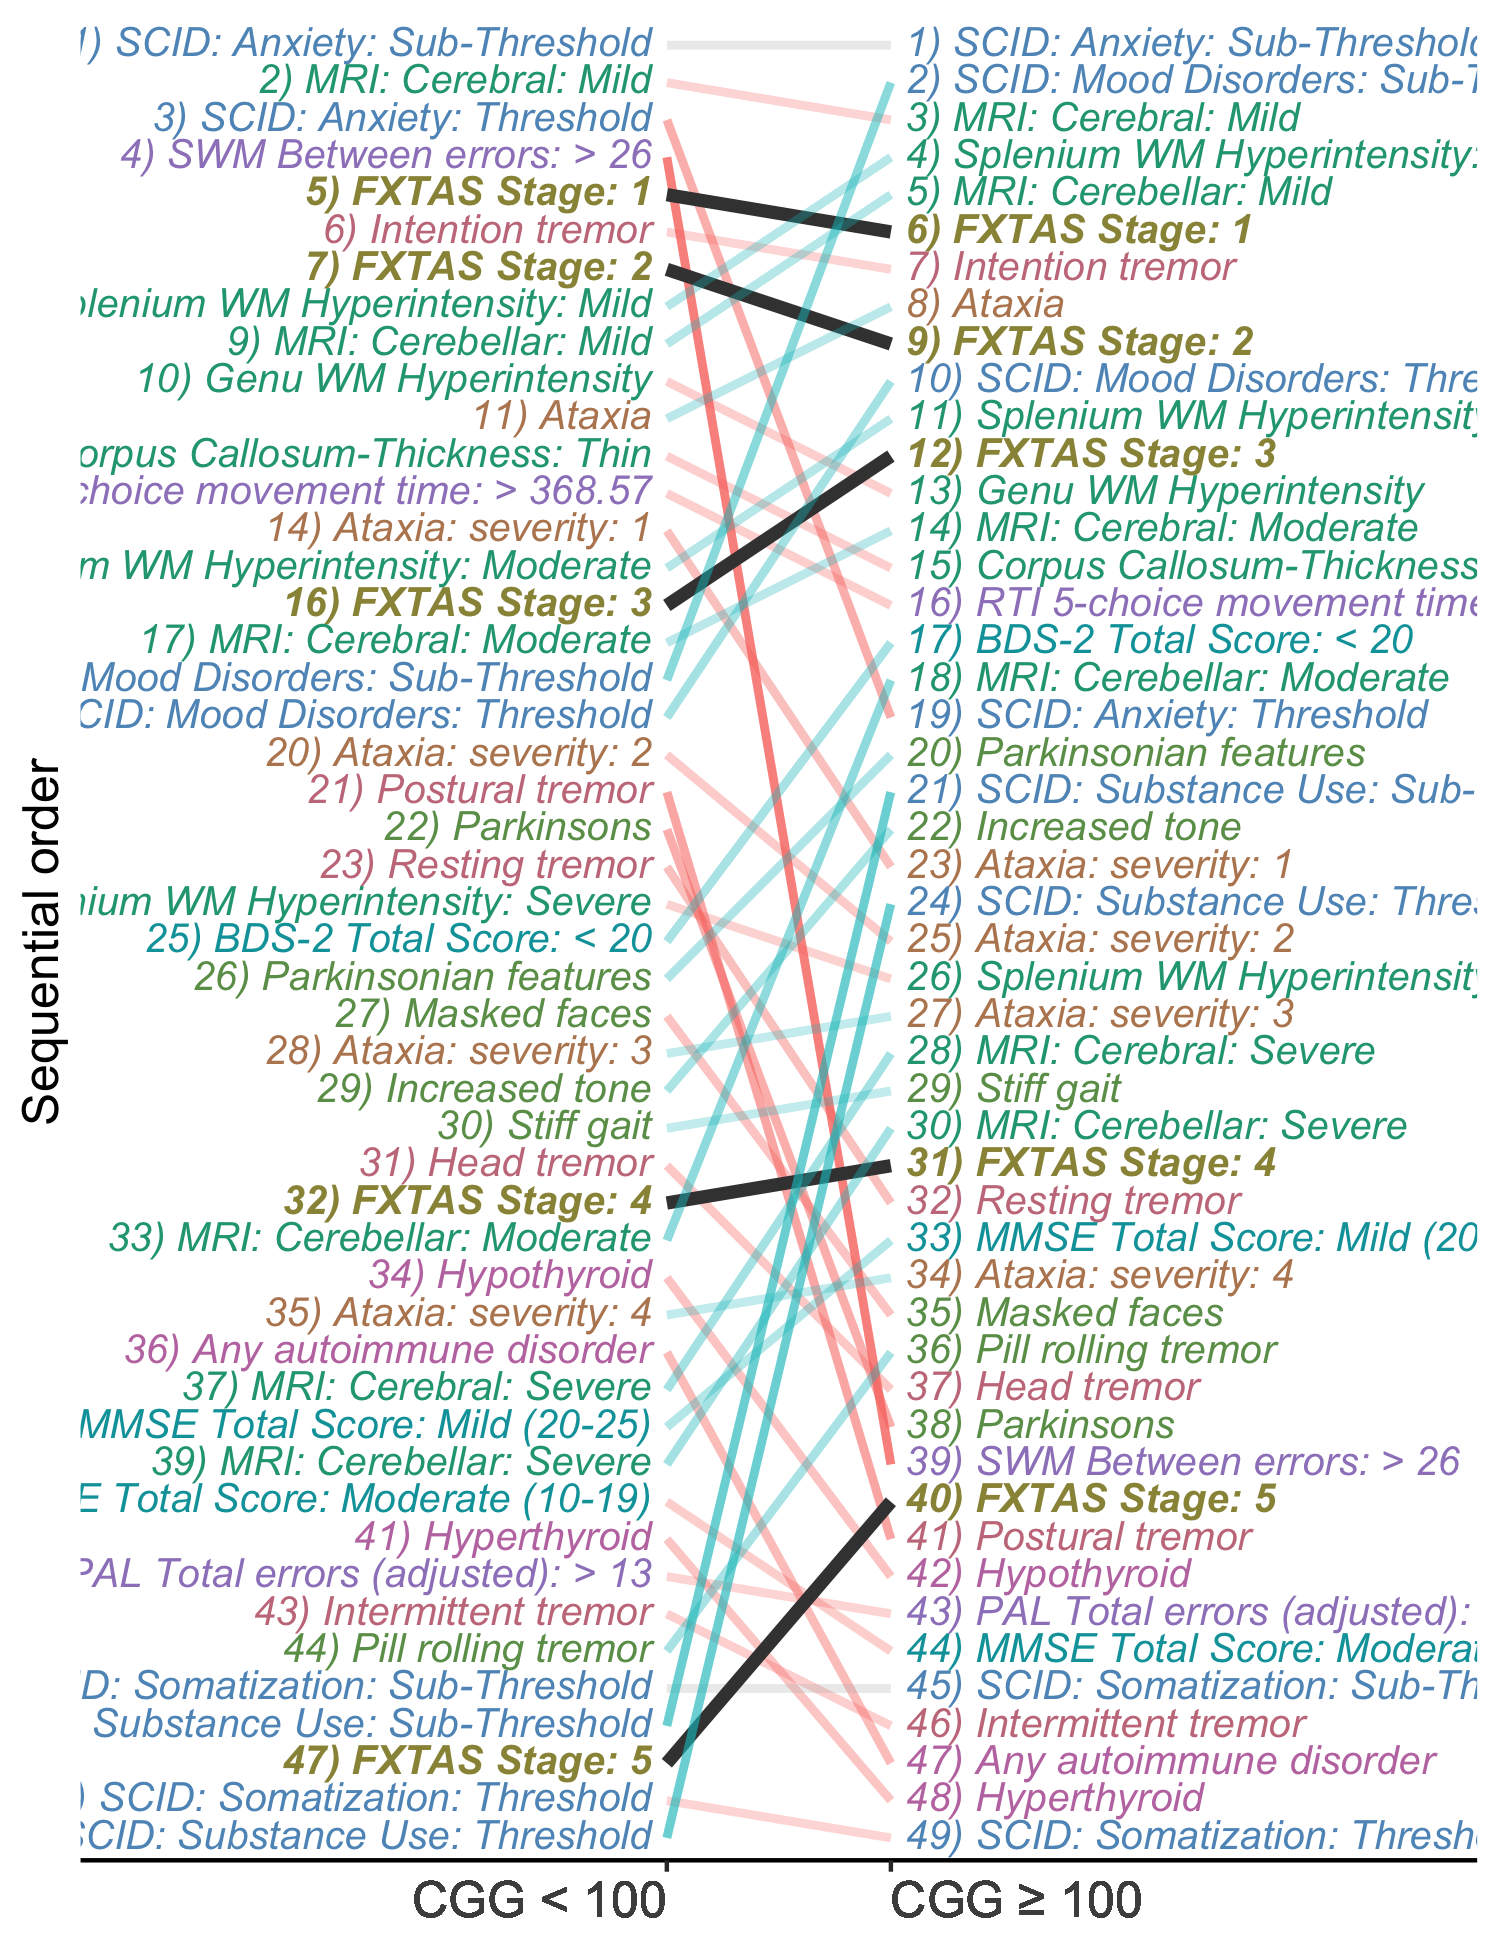 1) SCID: Anxiety: Sub-Threshold
2) MRI: Cerebral: Mild
3) SCID: Anxiety: Threshold
4) SWM Between errors: > 26
5) FXTAS Stage: 1
6) Intention tremor
7) FXTAS Stage: 2
WM Hyperintensity: Mild
9) MRI: Cerebellar: Mild
10) Genu WM Hyperintensity
11) Ataxia
Callosum-Thickness: Thin
movement time: > 368.57
14) Ataxia: severity: 1
WM Hyperintensity: Moderate
16) FXTAS Stage: 3
17) MRI: Cerebral: Moderate
Mood Disorders: Sub-Threshold
Mood Disorders: Threshold
20) Ataxia: severity: 2
21) Postural tremor
22) Parkinsons
23) Resting tremor
WM Hyperintensity: Severe
25) BDS-2 Total Score: < 20
26) Parkinsonian features
27) Masked faces
28) Ataxia: severity: 3
29) Increased tone
30) Stiff gait
31) Head tremor
32) FXTAS Stage: 4
33) MRI: Cerebellar: Moderate
34) Hypothyroid
35) Ataxia: severity: 4
36) Any autoimmune disorder
37) MRI: Cerebral: Severe
MMSE Total Score: Mild (20-25)
39) MRI: Cerebellar: Severe
E Total Score: Moderate (10-19)
41) Hyperthyroid
PAL Total errors (adjusted): > 13
43) Intermittent tremor
44) Pill rolling tremor
D: Somatization: Sub-Threshold
Substance Use: Sub-Threshold
47) FXTAS Stage: 5
) SCID: Somatization: Threshold
SCID: Substance Use: Threshold
1) SCID: Anxiety: Sub-Threshold
2) SCID: Mood Disorders: Sub-T
3) MRI: Cerebral: Mild
4) Splenium WM Hyperintensity:
5) MRI: Cerebellar: Mild
6) FXTAS Stage: 1
7) Intention tremor
8) Ataxia
9) FXTAS Stage: 2
10) SCID: Mood Disorders: Thre
11) Splenium WM Hyperintensity
12) FXTAS Stage: 3
13) Genu WM Hyperintensity
14) MRI: Cerebral: Moderate
15) Corpus Callosum-Thickness
16) RTI 5-choice movement time
17) BDS-2 Total Score: < 20
18) MRI: Cerebellar: Moderate
19) SCID: Anxiety: Threshold
20) Parkinsonian features
21) SCID: Substance Use: Sub-
22) Increased tone
23) Ataxia: severity: 1
24) SCID: Substance Use: Thres
25) Ataxia: severity: 2
26) Splenium WM Hyperintensity
27) Ataxia: severity: 3
28) MRI: Cerebral: Severe
29) Stiff gait
30) MRI: Cerebellar: Severe
31) FXTAS Stage: 4
32) Resting tremor
33) MMSE Total Score: Mild (20
34) Ataxia: severity: 4
35) Masked faces
36) Pill rolling tremor
37) Head tremor
38) Parkinsons
39) SWM Between errors: > 26
40) FXTAS Stage: 5
41) Postural tremor
42) Hypothyroid
43) PAL Total errors (adjusted):
44) MMSE Total Score: Moderat
45) SCID: Somatization: Sub-Th
46) Intermittent tremor
47) Any autoimmune disorder
48) Hyperthyroid
49) SCID: Somatization: Thresh
Sequential order
CGG < 100
CGG ≥ 100